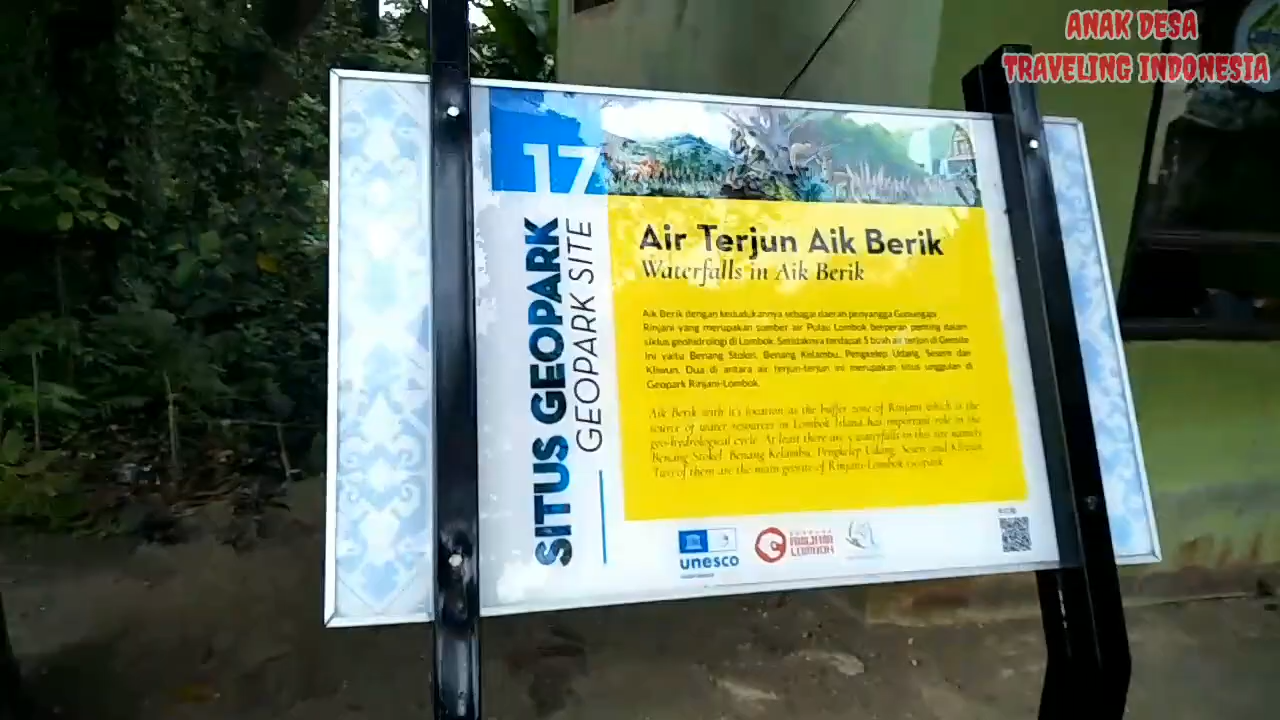 ANAK DESA
TRAVELING INDONESIA
17
SITUS GEOPARK
GEOPARK SITE
Air Terjun Aik Berik
Waterfalls in Aik Berik
Aik Berik dengan kedudukannya sebagai daerah penyangga Gunungapi
Rinjani yang merupakan sumber air Pulau Lombok berperan penting dalam
siklus geohidrologi di Lombok. Setidaknya terdapat 5 buah air terjun di Geosite
ini yaitu Benang Stokel, Benang Kelambu, Pengkelep Udang, Sesere dan
Kliwun. Dua di antara air terjun-terjun ini merupakan situs unggulan di
Geopark Rinjani-Lombok.
Aik Berik with it's location as the buffer zone of Rinjani which is the
source of water resources in Lombok Island has important role in the
geo-hydrological cycle. At least there are 5 waterfalls in this site namely
Benang Stokel, Benang Kelambu, Pengkelep Udang, Sesere and Kliwun.
Two of them are the main geosite of Rinjani-Lombok geopark.
unesco
RINJANI
LOMBOK